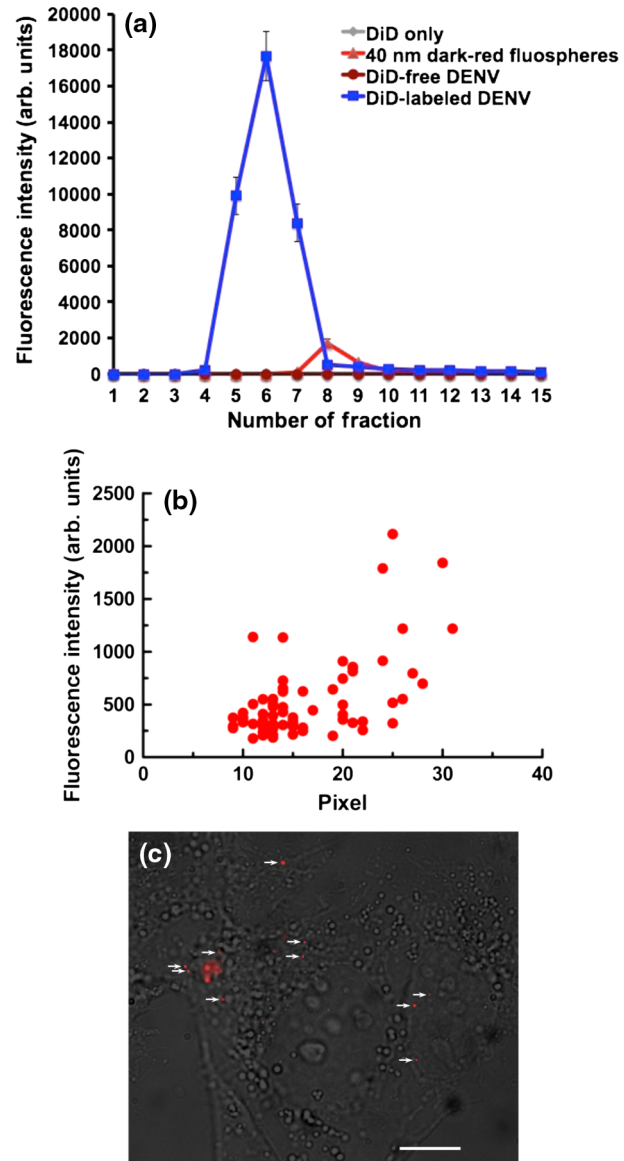 (a)
DiD only
40 nm dark-red fluospheres
DiD-free DENV
DiD-labeled DENV
Fluorescence intensity (arb. units)
20000
18000
16000
14000
12000
10000
8000
6000
4000
2000
0
1 2 3 4 5 6 7 8 9 10 11 12 13 14 15
Number of fraction
(b)
Fluorescence intensity (arb. units)
2500
2000
1500
1000
500
0
0 10 20 30 40
Pixel
(c)